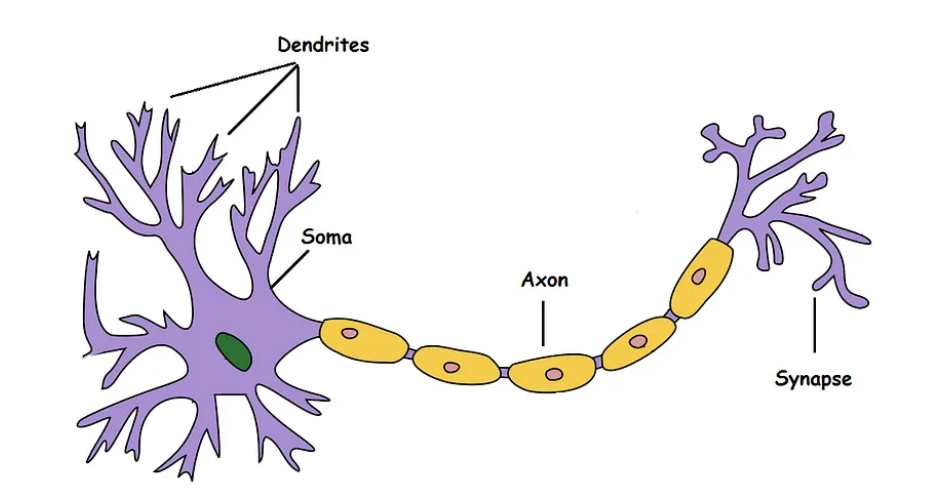 Dendrites
Soma
Axon
Synapse